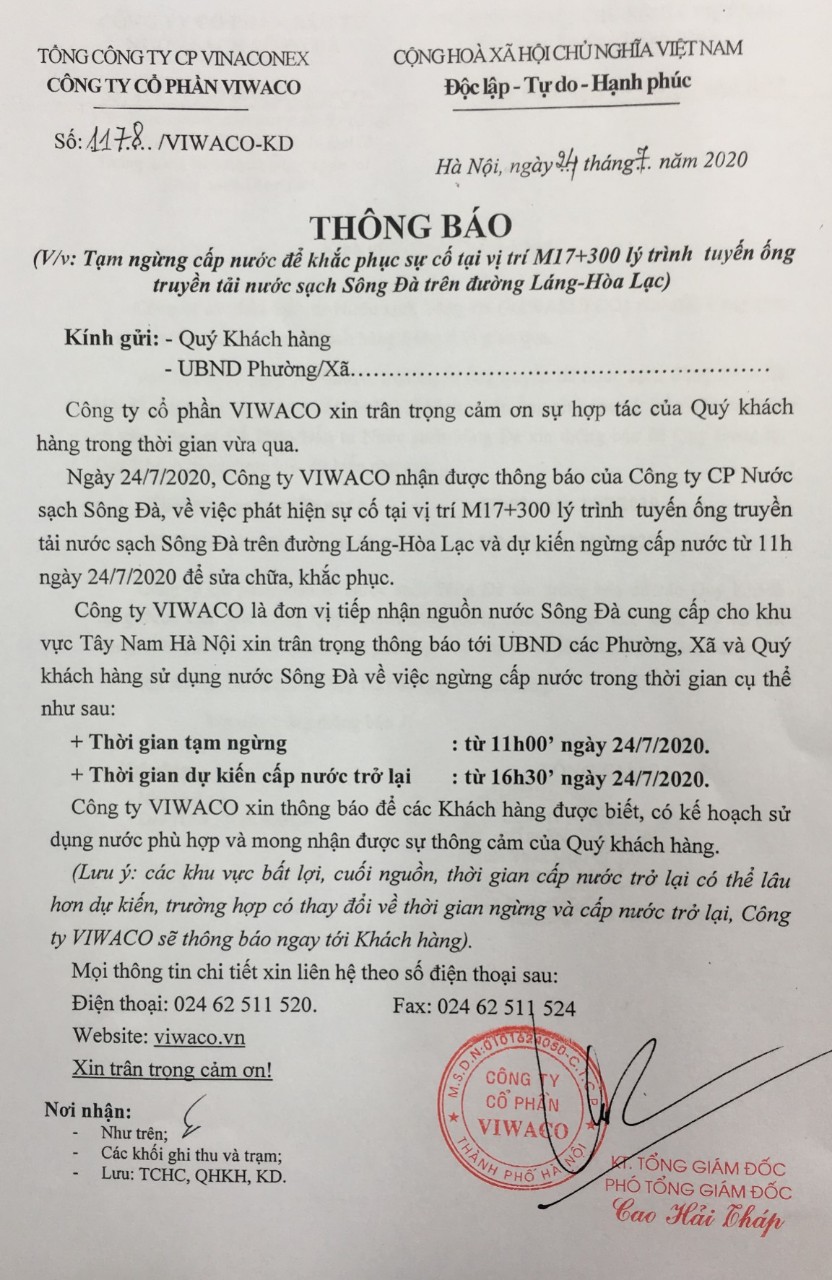 TỔNG CÔNG TY CP VINACONEX
CÔNG TY CỔ PHẦN VIWACO
Số: 1178../VIWACO-KD
CỘNG HOÀ XÃ HỘI CHỦ NGHĨA VIỆT NAM
Độc lập - Tự do - Hạnh phúc
Hà Nội, ngày 24 tháng 7. năm 2020
THÔNG BÁO
(V/v: Tạm ngừng cấp nước để khắc phục sự cố tại vị trí M17+300 lý trình tuyến ống
truyền tải nước sạch Sông Đà trên đường Láng-Hòa Lạc)
Kính gửi: - Quý Khách hàng
- UBND Phường/Xã..........................................................
Công ty cổ phần VIWACO xin trân trọng cảm ơn sự hợp tác của Quý khách
hàng trong thời gian vừa qua.
Ngày 24/7/2020, Công ty VIWACO nhận được thông báo của Công ty CP Nước
sạch Sông Đà, về việc phát hiện sự cố tại vị trí M17+300 lý trình tuyến ống truyền
tải nước sạch Sông Đà trên đường Láng-Hòa Lạc và dự kiến ngừng cấp nước từ 11h
ngày 24/7/2020 để sửa chữa, khắc phục.
Công ty VIWACO là đơn vị tiếp nhận nguồn nước Sông Đà cung cấp cho khu
vực Tây Nam Hà Nội xin trân trọng thông báo tới UBND các Phường, Xã và Quý
khách hàng sử dụng nước Sông Đà về việc ngừng cấp nước trong thời gian cụ thể
như sau:
+ Thời gian tạm ngừng : từ 11h00’ ngày 24/7/2020.
+ Thời gian dự kiến cấp nước trở lại : từ 16h30’ ngày 24/7/2020.
Công ty VIWACO xin thông báo để các Khách hàng được biết, có kế hoạch sử
dụng nước phù hợp và mong nhận được sự thông cảm của Quý khách hàng.
(Lưu ý: các khu vực bất lợi, cuối nguồn, thời gian cấp nước trở lại có thể lâu
hơn dự kiến, trường hợp có thay đổi về thời gian ngừng và cấp nước trở lại, Công
ty VIWACO sẽ thông báo ngay tới Khách hàng).
Mọi thông tin chi tiết xin liên hệ theo số điện thoại sau:
Điện thoại: 024 62 511 520. Fax: 024 62 511 524
Website: viwaco.vn
Xin trân trọng cảm ơn!
Nơi nhận:
- Như trên;
- Các khối ghi thu và trạm;
- Lưu: TCHC, QHKH, KD.
M.S.D.N:0101624050-C.T.C.P
CÔNG TY
CỔ PHẦN
VIWACO
THÀNH PHỐ HÀ NỘI
KT. TỔNG GIÁM ĐỐC
PHÓ TỔNG GIÁM ĐỐC
Cao Hải Tháp